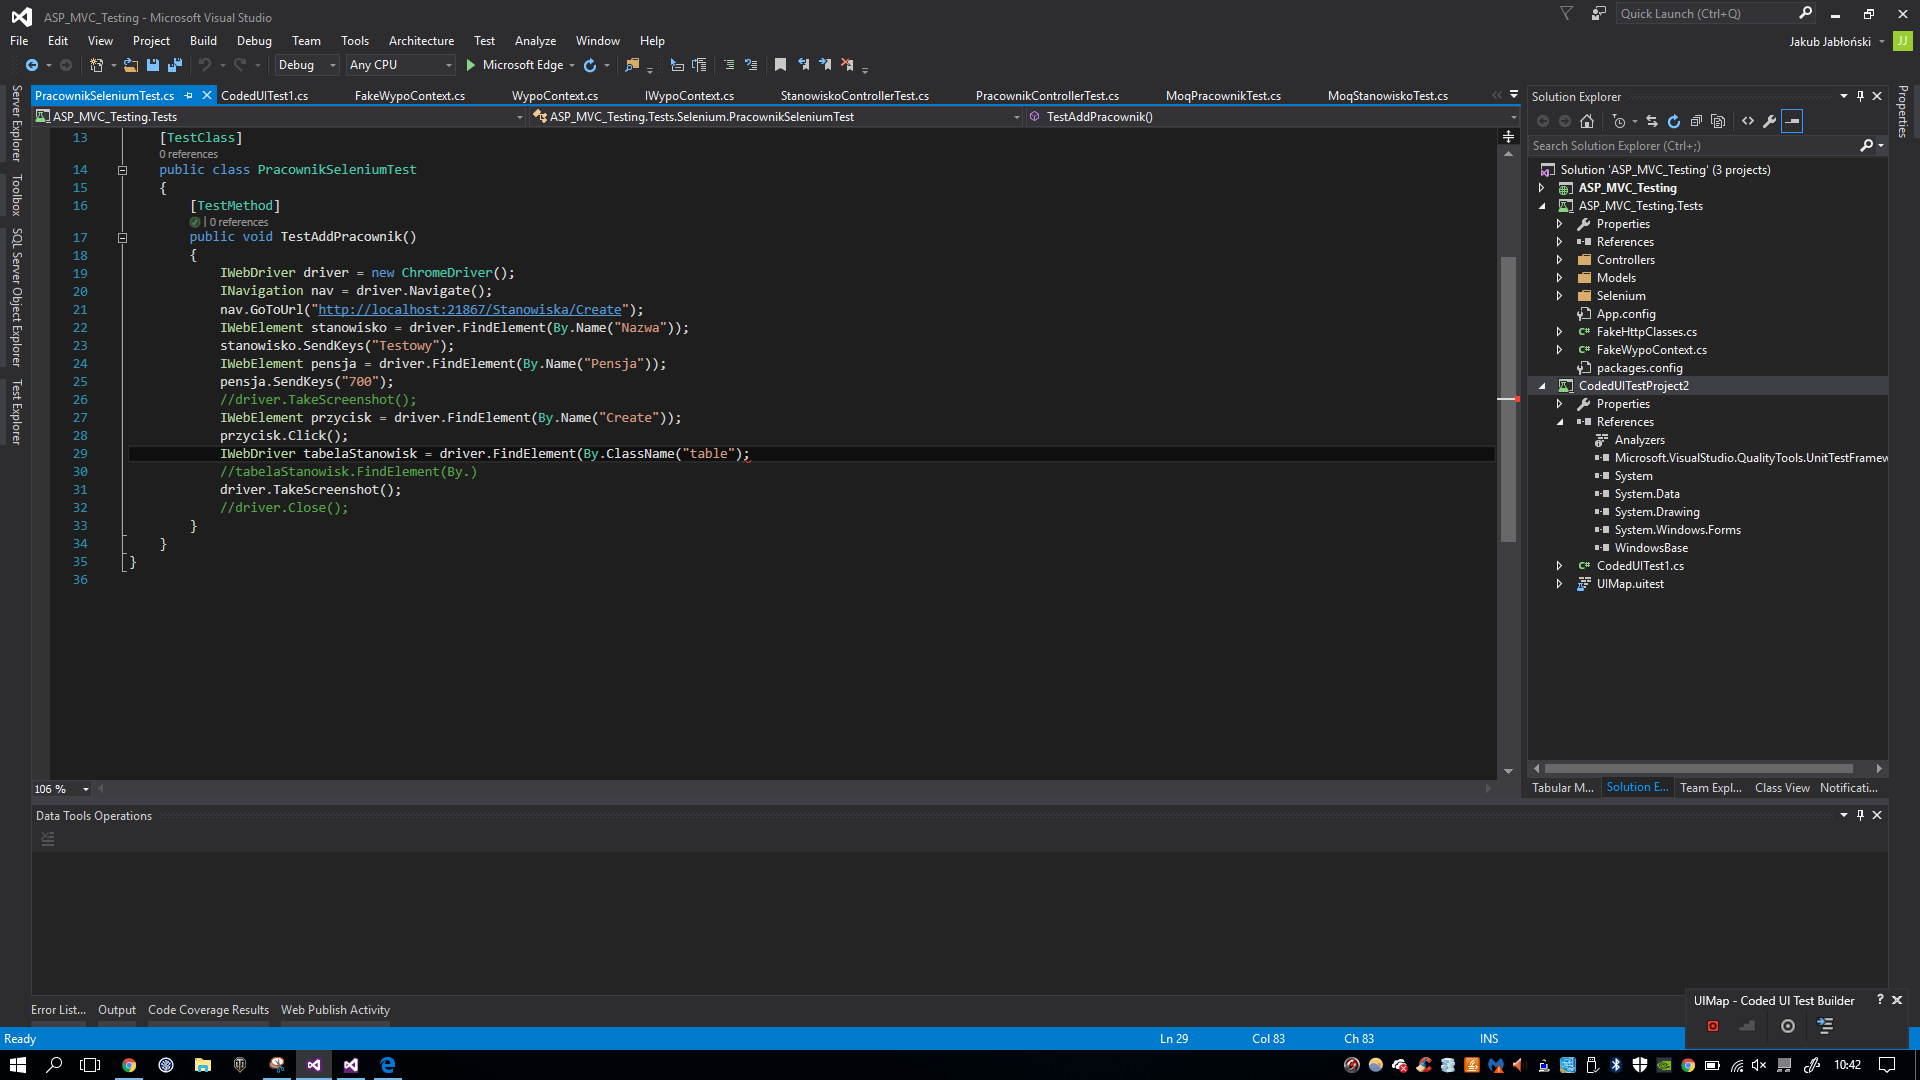 ASP_MVC_Testing - Microsoft Visual Studio
Quick Launch (Ctrl+Q)
File Edit View Project Build Debug Team Tools Architecture Test Analyze Window Help
Jakub Jabłoński JJ
Debug Any CPU Microsoft Edge
PracownikSeleniumTest.cs CodedUITest1.cs FakeWypoContext.cs WypoContext.cs IWypoContext.cs StanowiskoControllerTest.cs PracownikControllerTest.cs MoqPracownikTest.cs MoqStanowiskoTest.cs
ASP_MVC_Testing.Tests ASP_MVC_Testing.Tests.Selenium.PracownikSeleniumTest TestAddPracownik()
Server Explorer
Toolbox
SQL Server Object Explorer
Test Explorer
13 [TestClass]
0 references
14 public class PracownikSeleniumTest
15 {
16 [TestMethod]
| 0 references
17 public void TestAddPracownik()
18 {
19 IWebDriver driver = new ChromeDriver();
20 INavigation nav = driver.Navigate();
21 nav.GoToUrl("http://localhost:21867/Stanowiska/Create");
22 IWebElement stanowisko = driver.FindElement(By.Name("Nazwa"));
23 stanowisko.SendKeys("Testowy");
24 IWebElement pensja = driver.FindElement(By.Name("Pensja"));
25 pensja.SendKeys("700");
26 //driver.TakeScreenshot();
27 IWebElement przycisk = driver.FindElement(By.Name("Create"));
28 przycisk.Click();
29 IWebDriver tabelaStanowisk = driver.FindElement(By.ClassName("table");
30 //tabelaStanowisk.FindElement(By.)
31 driver.TakeScreenshot();
32 //driver.Close();
33 }
34 }
35 }
36
106 %
Solution Explorer
Search Solution Explorer (Ctrl+;)
Solution 'ASP_MVC_Testing' (3 projects)
ASP_MVC_Testing
ASP_MVC_Testing.Tests
Properties
References
Controllers
Models
Selenium
App.config
C# FakeHttpClasses.cs
C# FakeWypoContext.cs
packages.config
CodedUITestProject2
Properties
References
Analyzers
Microsoft.VisualStudio.QualityTools.UnitTestFramew
System
System.Data
System.Drawing
System.Windows.Forms
WindowsBase
C# CodedUITest1.cs
UIMap.uitest
Tabular M... Solution E... Team Expl... Class View Notificati...
Properties
Data Tools Operations
Error List... Output Code Coverage Results Web Publish Activity
UIMap - Coded UI Test Builder ?
Ready Ln 29 Col 83 Ch 83 INS
10:42